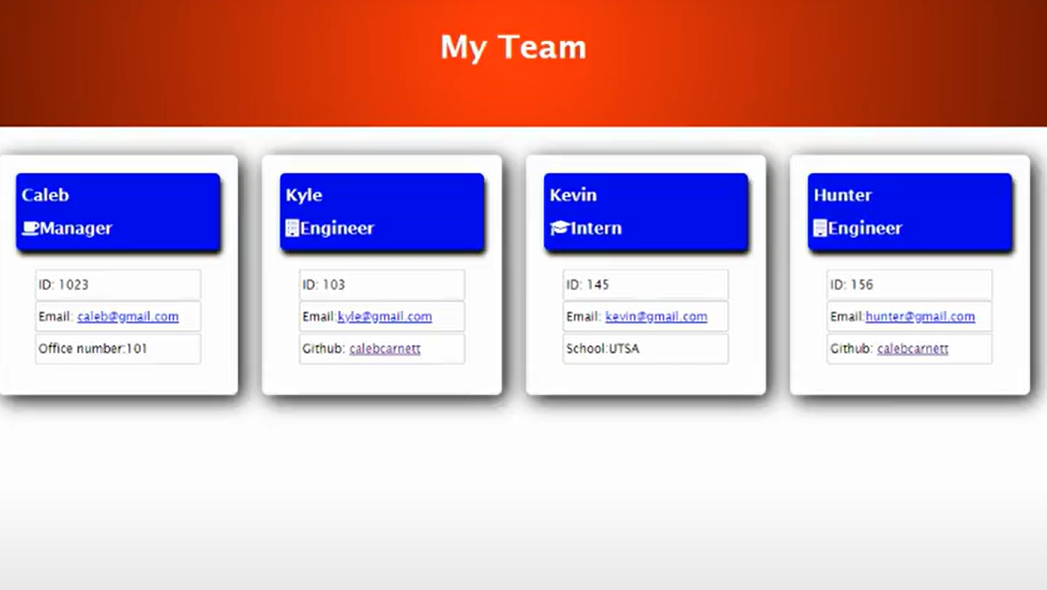 My Team
Caleb
Manager
ID: 1023
Email: caleb@gmail.com
Office number:101
Kyle
Engineer
ID: 103
Email:kyle@gmail.com
Github: calebcarnett
Kevin
Intern
ID: 145
Email: kevin@gmail.com
School:UTSA
Hunter
Engineer
ID: 156
Email:hunter@gmail.com
Github: calebcarnett